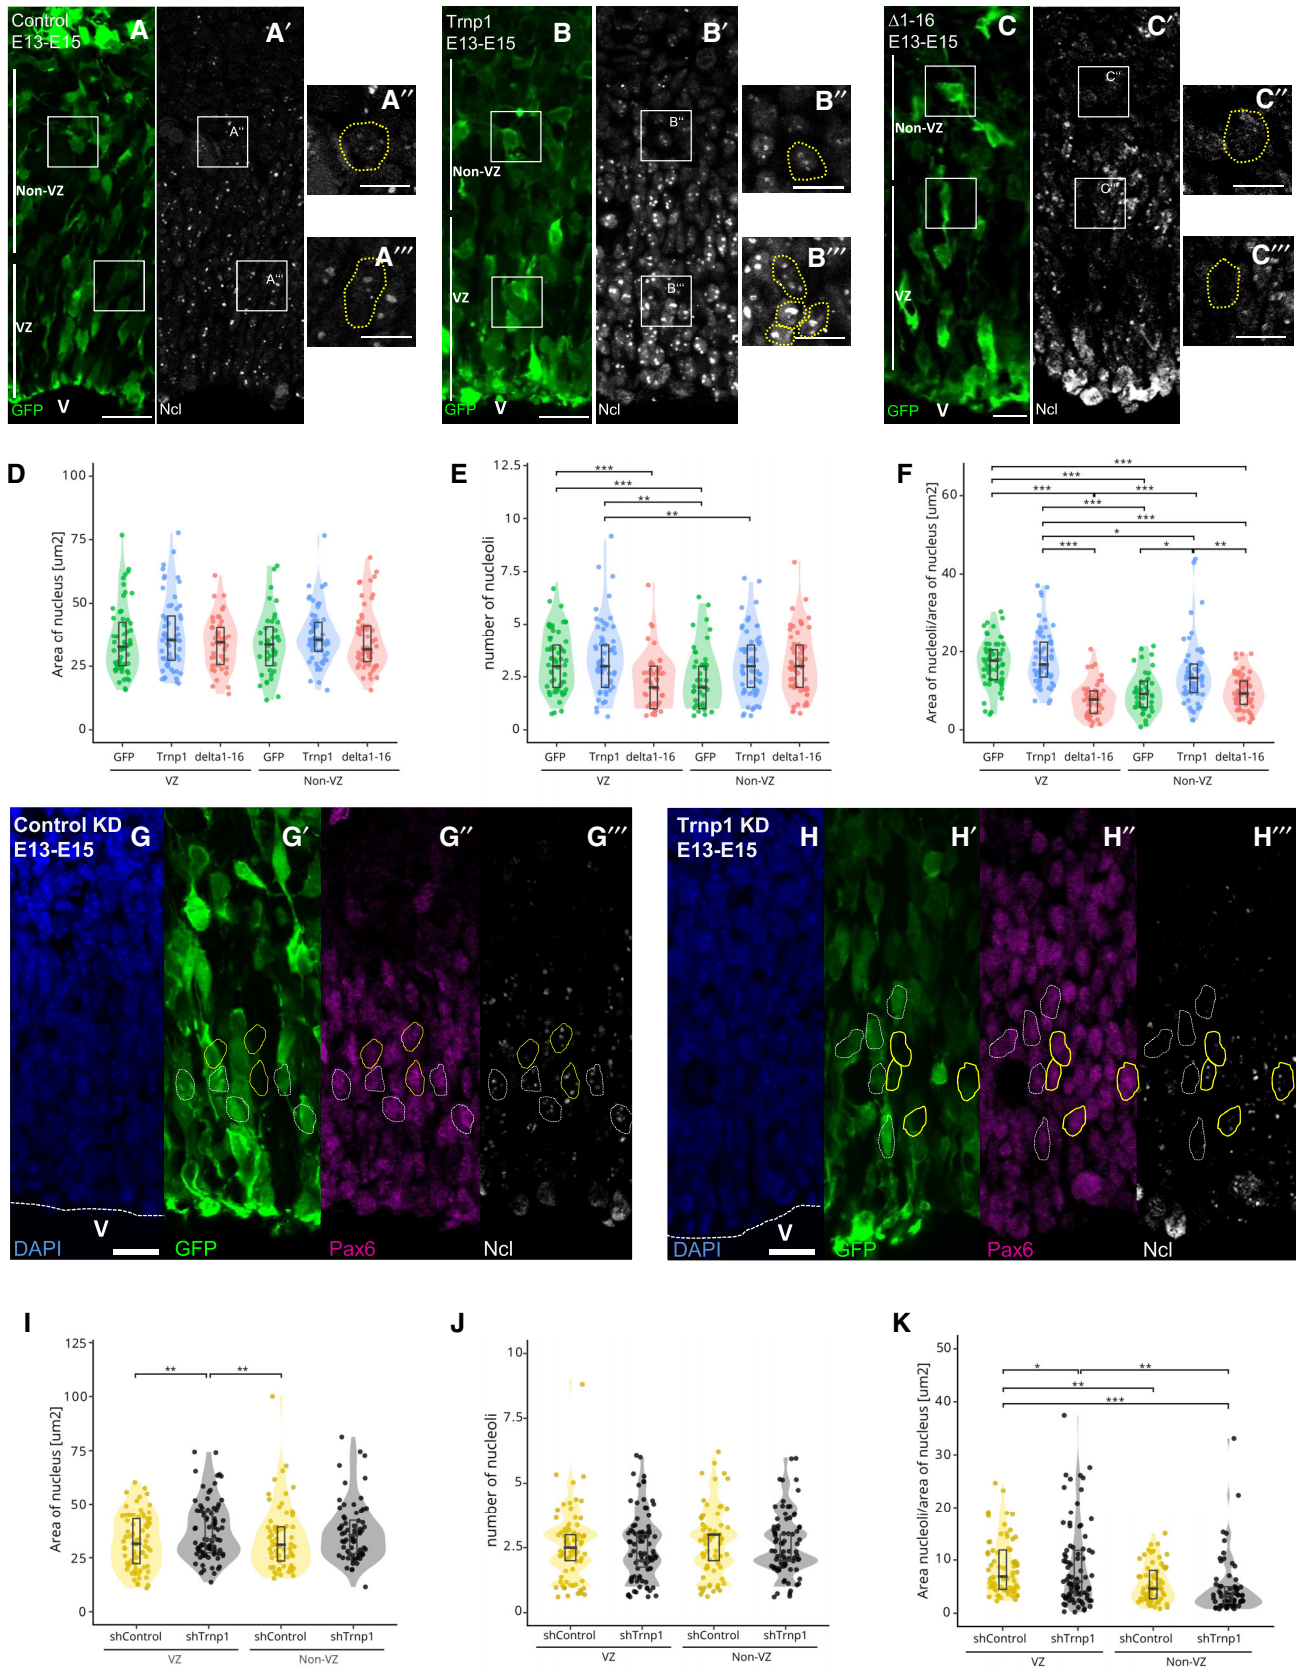 Control
E13-E15
A
A′
A″
A‴
Non-VZ
VZ
GFP
V
Ncl
A''
A'''
Trnp1
E13-E15
B
B′
B″
B‴
Non-VZ
VZ
GFP
V
Ncl
B''
B'''
Δ1-16
E13-E15
C
C′
C″
C‴
Non-VZ
VZ
GFP
V
Ncl
C''
C'''
D
Area of nucleus [um2]
100
75
50
25
0
GFP Trnp1 delta1-16 GFP Trnp1 delta1-16
VZ Non-VZ
E
number of nucleoli
12.5
10
7.5
5
2.5
0
*** 
***
**
**
GFP Trnp1 delta1-16 GFP Trnp1 delta1-16
VZ Non-VZ
F
Area of nucleoli/area of nucleus [um2]
60
40
20
0
***
***
*** ***
***
***
*
*** * **
GFP Trnp1 delta1-16 GFP Trnp1 delta1-16
VZ Non-VZ
Control KD
E13-E15
G
G′
G″
G‴
V
DAPI
GFP
Pax6
Ncl
Trnp1 KD
E13-E15
H
H′
H″
H‴
V
DAPI
GFP
Pax6
Ncl
I
Area of nucleus [um2]
125
100
75
50
25
0
** **
shControl shTrnp1 shControl shTrnp1
VZ Non-VZ
J
number of nucleoli
10
7.5
5
2.5
0
shControl shTrnp1 shControl shTrnp1
VZ Non-VZ
K
Area nucleoli/area of nucleus [um2]
50
40
30
20
10
0
* **
**
***
shControl shTrnp1 shControl shTrnp1
VZ Non-VZ